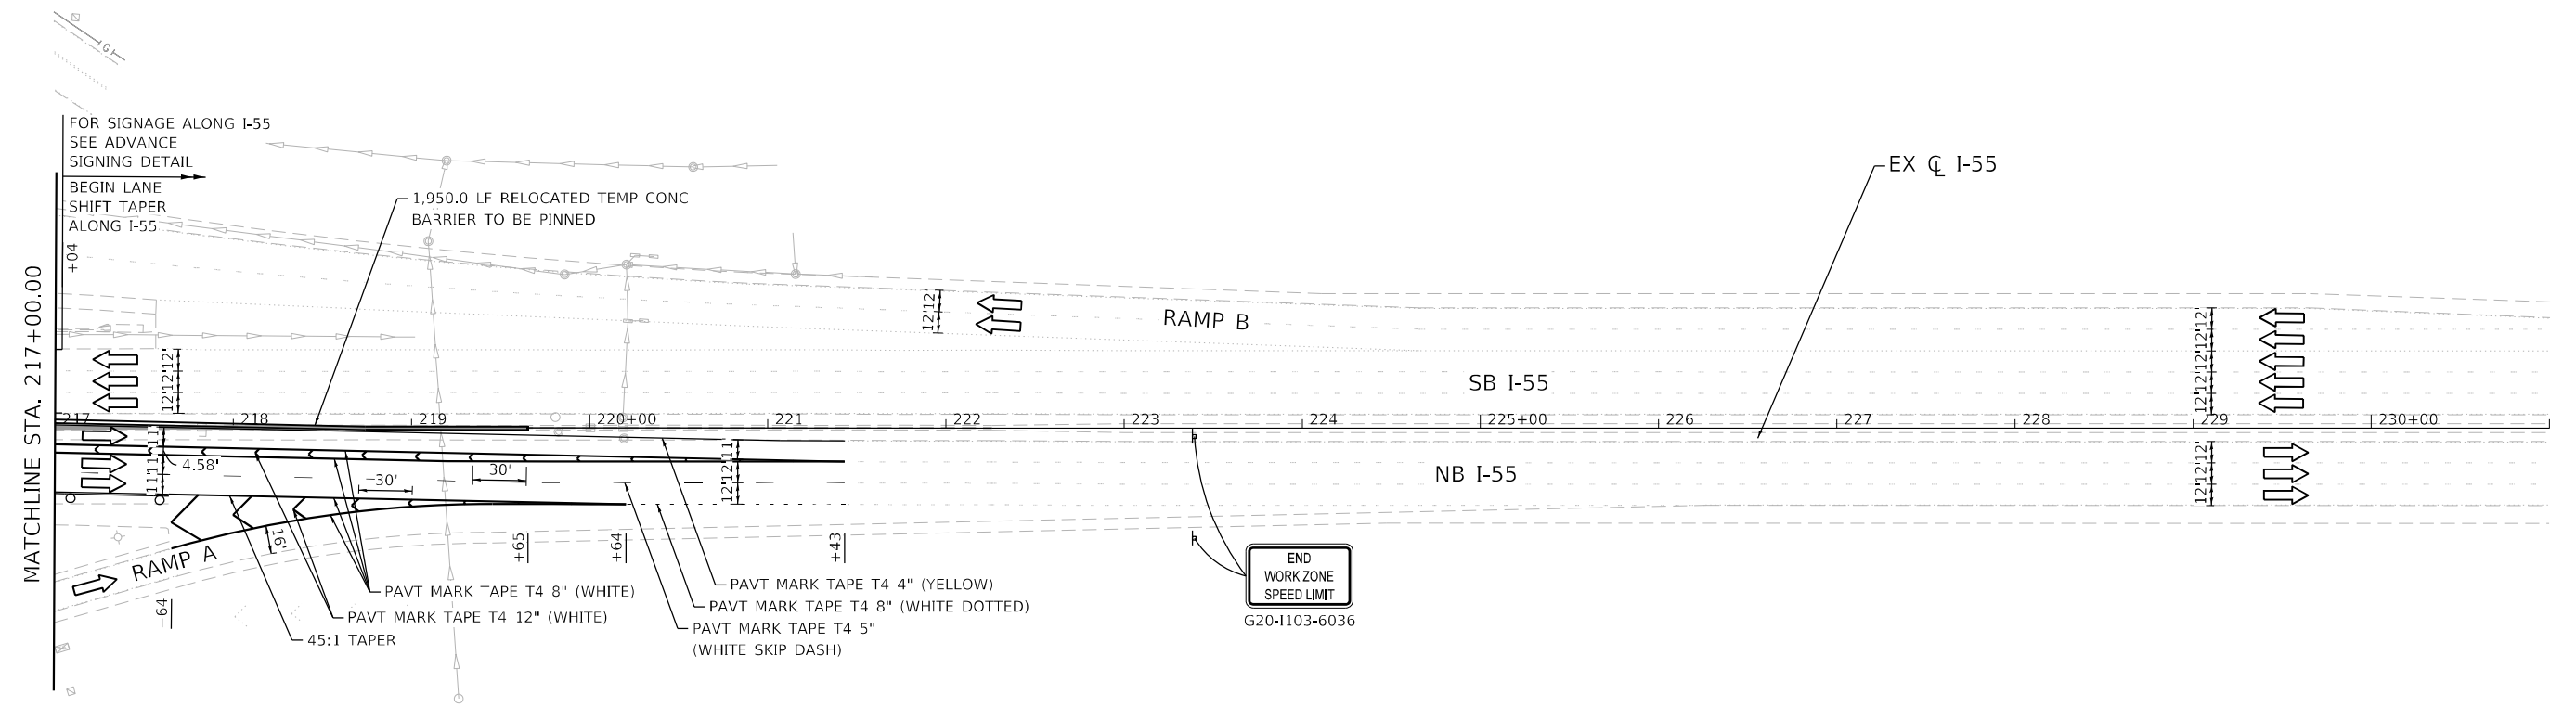 G
FOR SIGNAGE ALONG I-55
SEE ADVANCE
SIGNING DETAIL
BEGIN LANE
SHIFT TAPER
ALONG I-55
+04
MATCHLINE STA. 217+00.00
1,950.0 LF RELOCATED TEMP CONC
BARRIER TO BE PINNED
EX ℄ I-55
12'12'
RAMP B
12'12'12'
12'12'12'12'12'
SB I-55
217 218 219 220+00 221 222 223 224 225+00 226 227 228 229 230+00
11'
11'11'
4.58'
30'
30'
11'
12'12'
NB I-55
12'12'12'
16'
RAMP A
+64
+65
+64
+43
PAVT MARK TAPE T4 8" (WHITE)
PAVT MARK TAPE T4 12" (WHITE)
45:1 TAPER
PAVT MARK TAPE T4 4" (YELLOW)
PAVT MARK TAPE T4 8" (WHITE DOTTED)
PAVT MARK TAPE T4 5"
(WHITE SKIP DASH)
END
WORK ZONE
SPEED LIMIT
G20-I103-6036